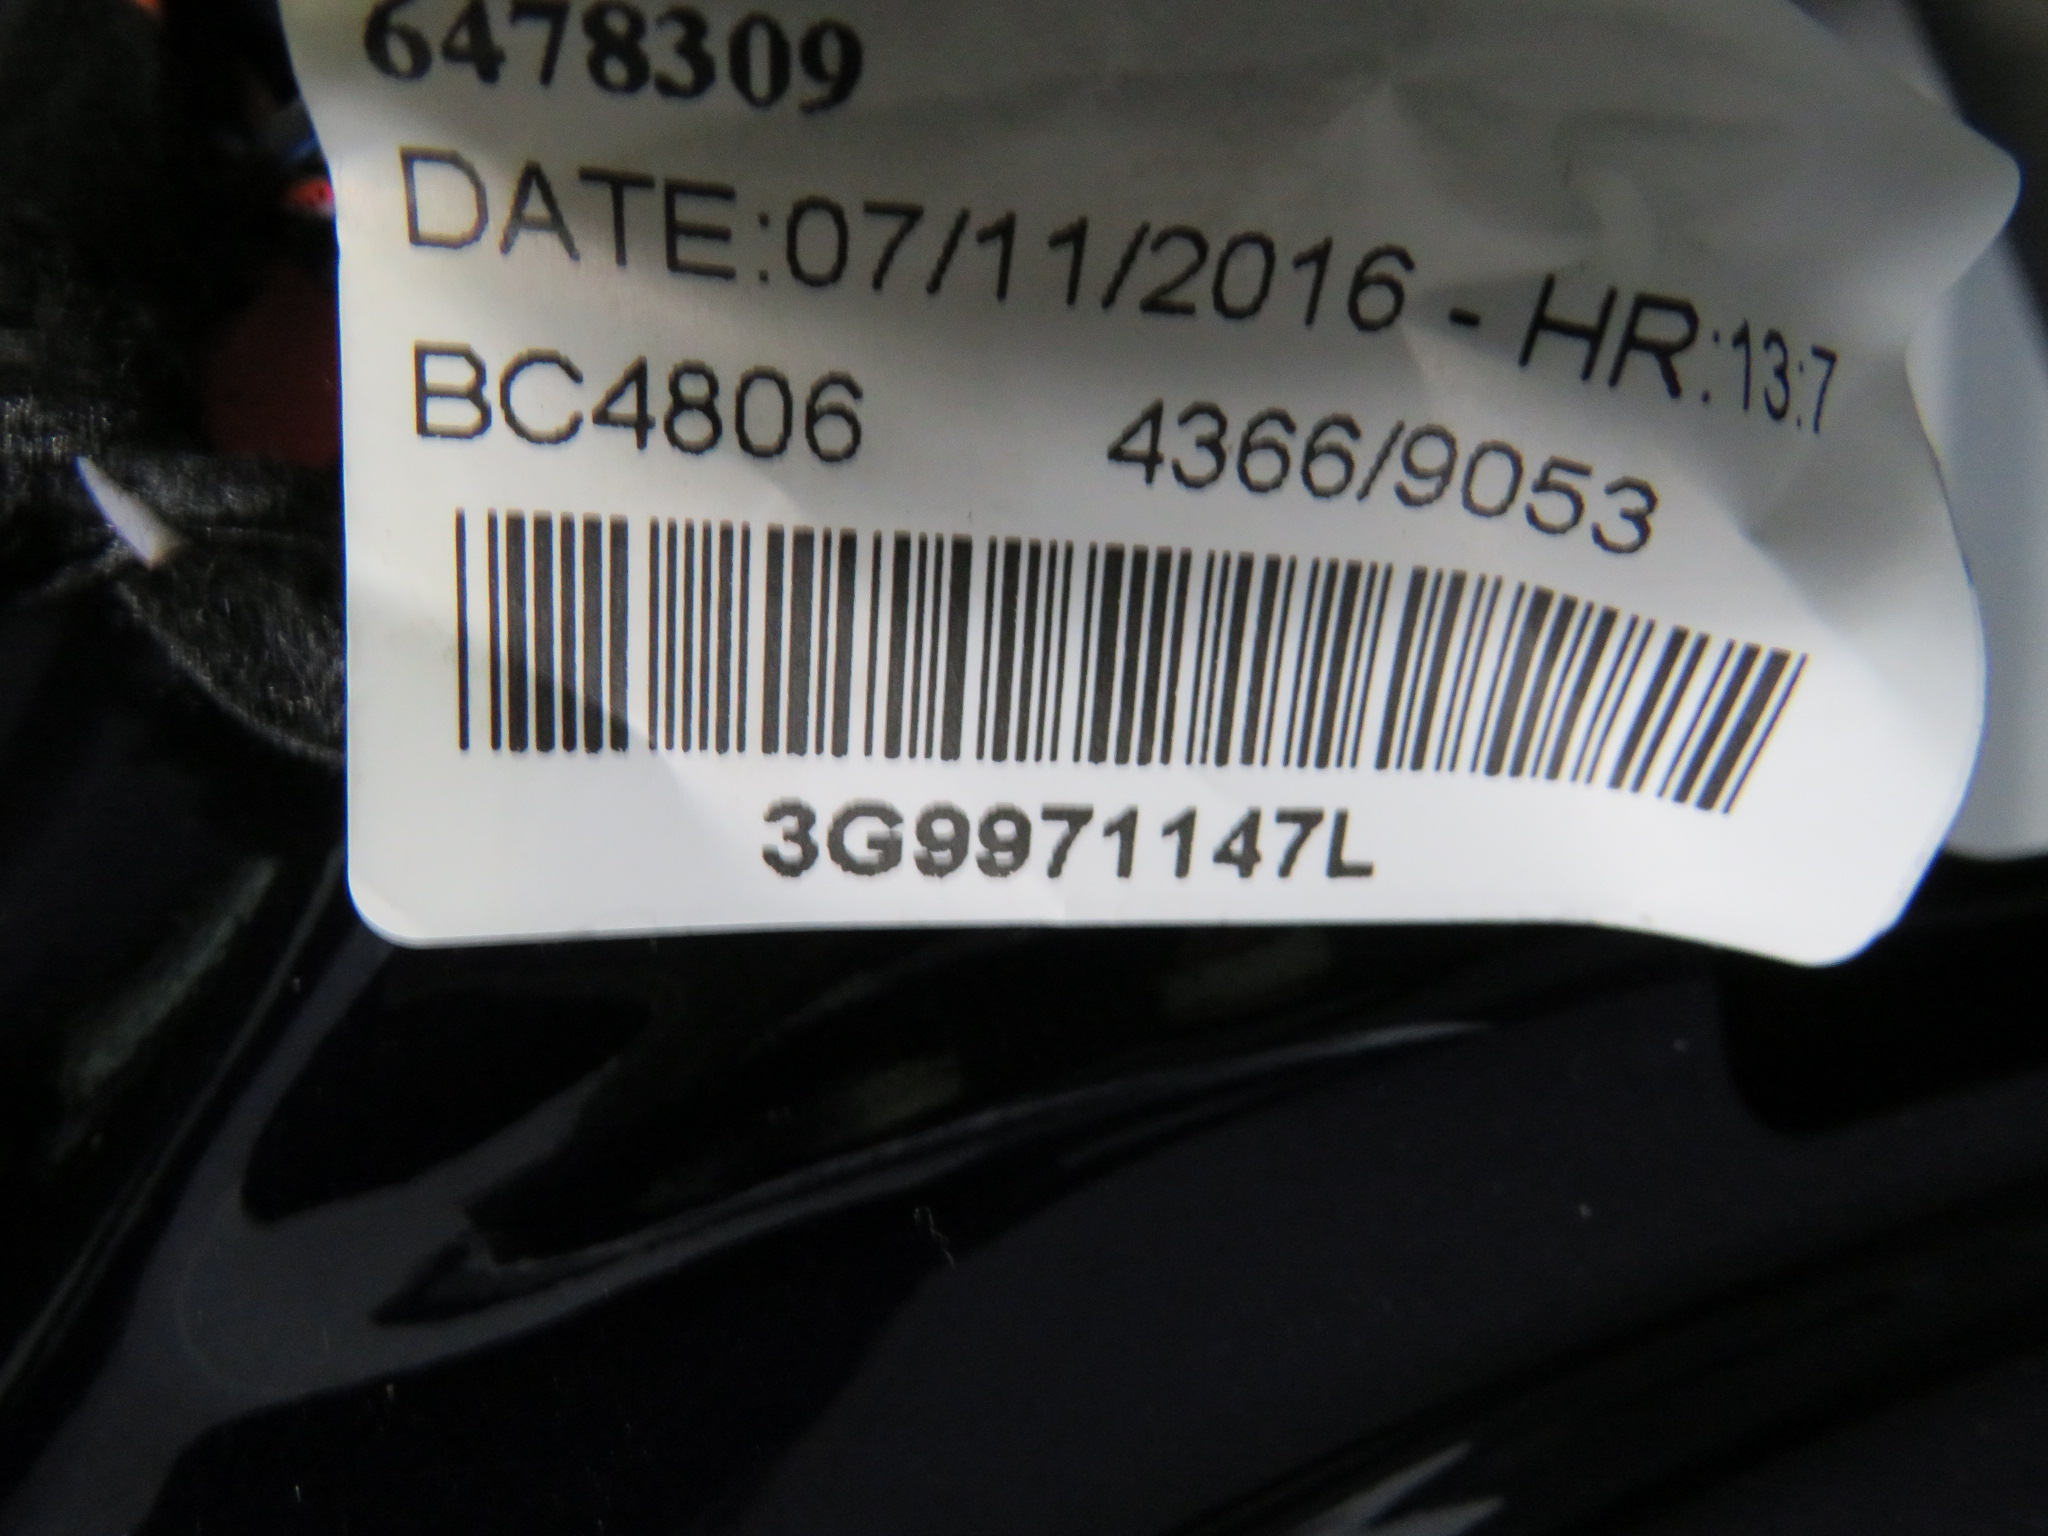 6478309
DATE:07/11/2016 - HR:13:7
BC4806 4366/9053
3G9971147L